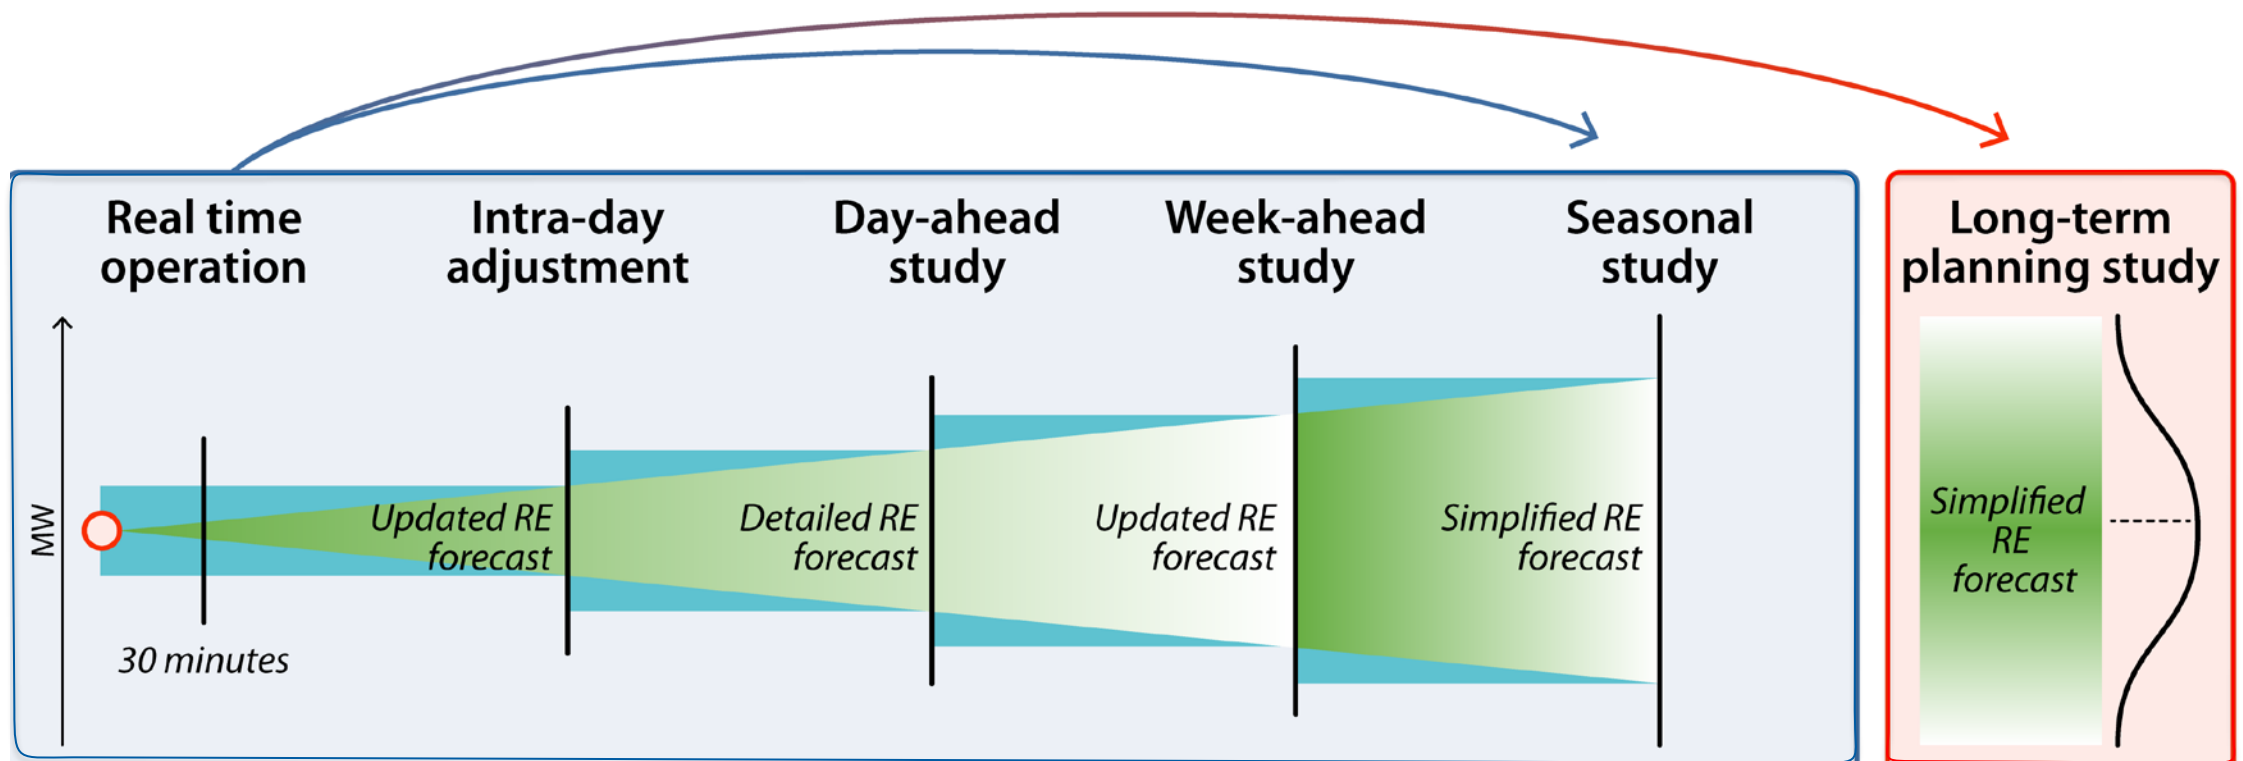 Real time
operation
Intra-day
adjustment
Day-ahead
study
Week-ahead
study
Seasonal
study
Long-term
planning study
MW
Updated RE
forecast
Detailed RE
forecast
Updated RE
forecast
Simplified RE
forecast
Simplified
RE
forecast
30 minutes